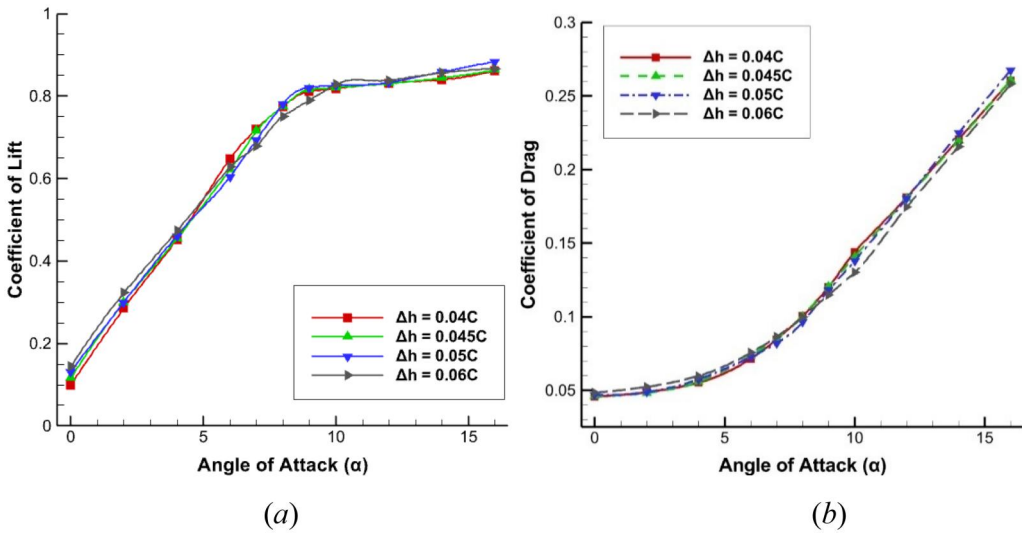 1
0.8
0.6
0.4
0.2
0
0
5
10
15
Coefficient of Lift
Angle of Attack (α)
Δh = 0.04C
Δh = 0.045C
Δh = 0.05C
Δh = 0.06C
(a)
0.3
0.25
0.2
0.15
0.1
0.05
0
5
10
15
Coefficient of Drag
Angle of Attack (α)
Δh = 0.04C
Δh = 0.045C
Δh = 0.05C
Δh = 0.06C
(b)